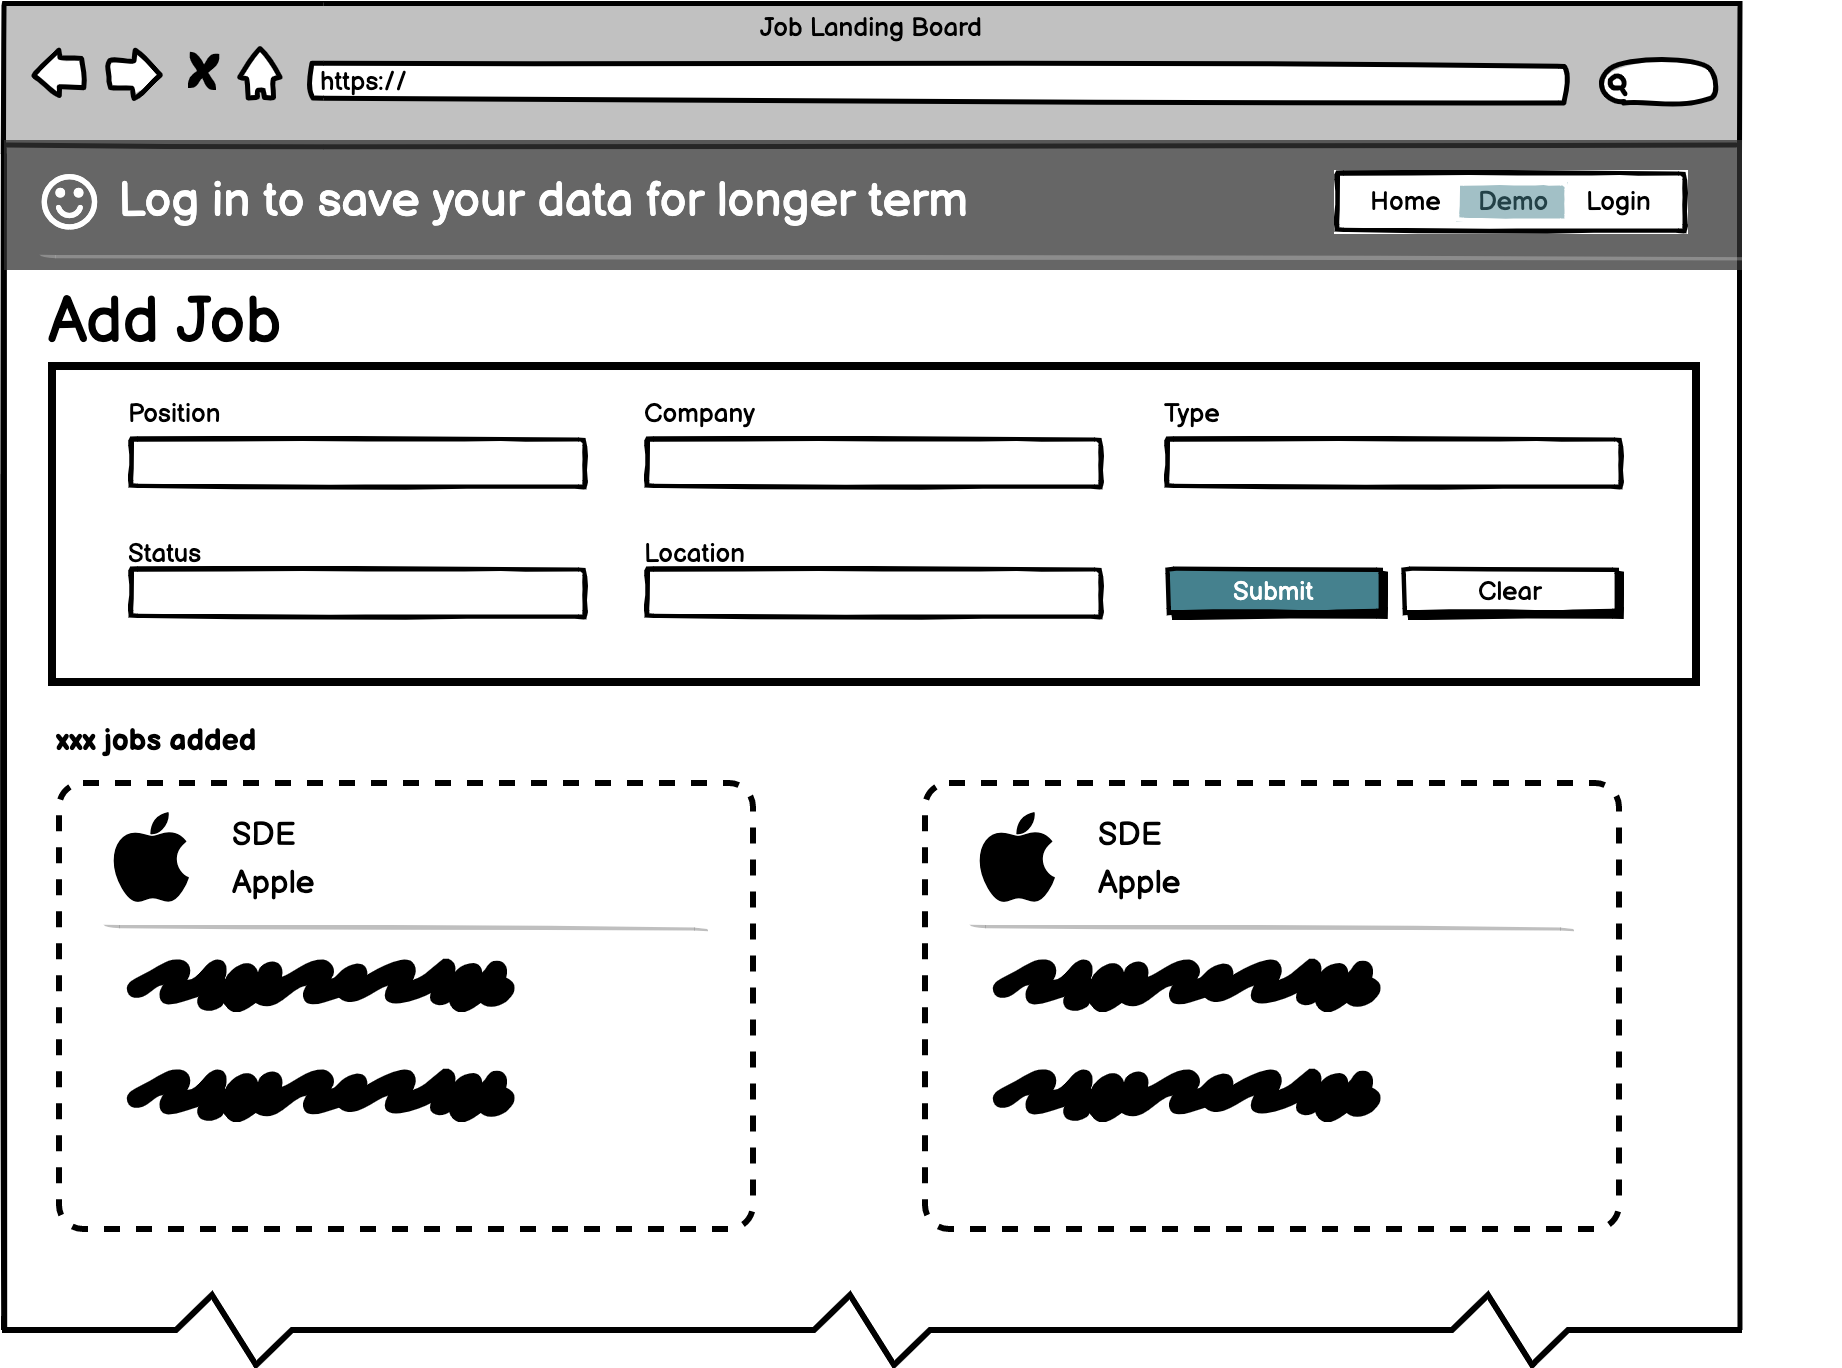 Job Landing Board
https://
Log in to save your data for longer term
Home Demo Login
Add Job
Position Company Type
Status Location
Submit Clear
xxx jobs added
SDE SDE
Apple Apple